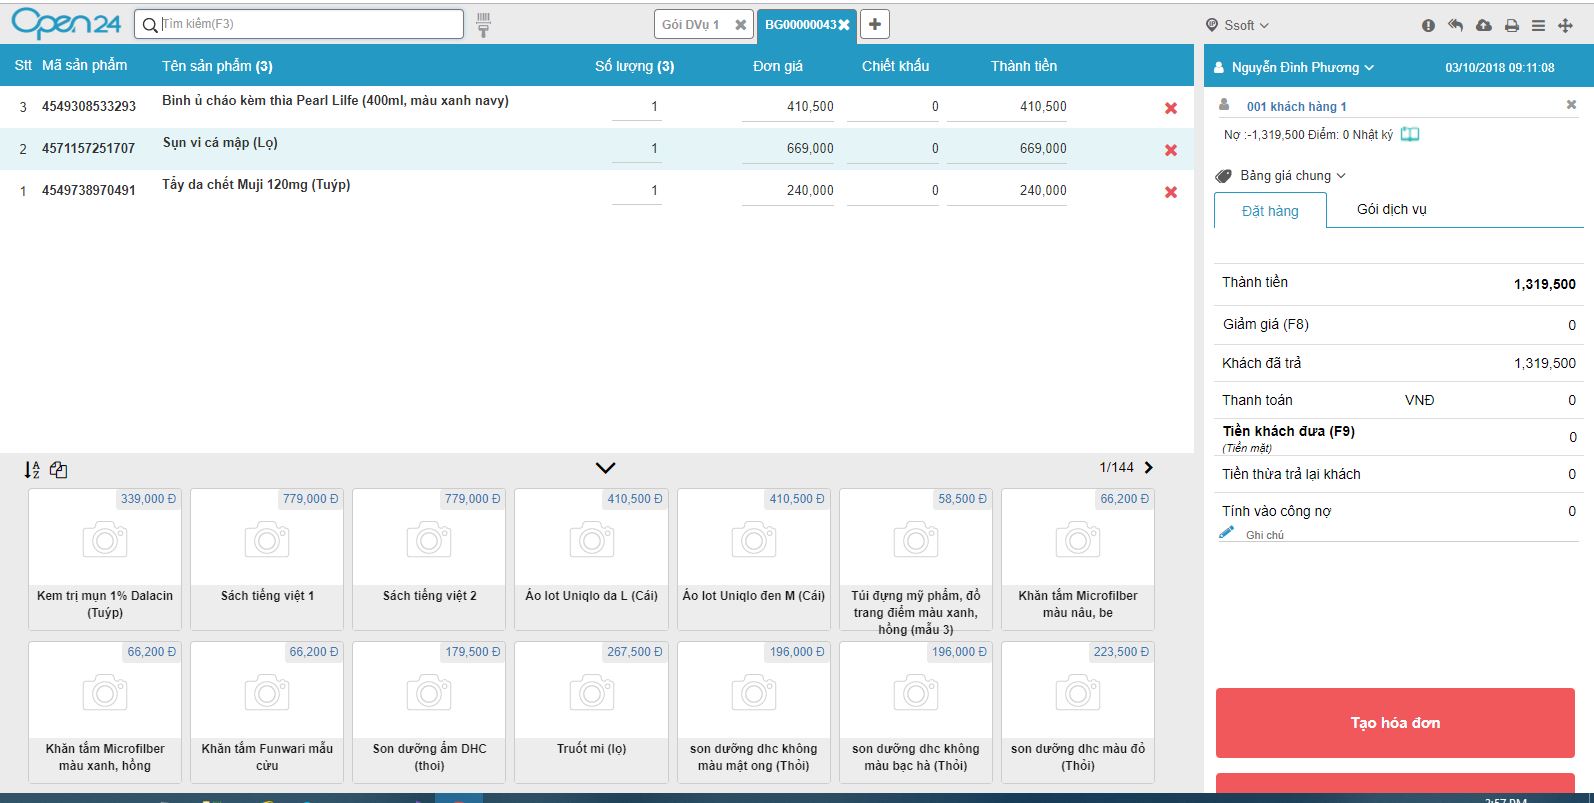 Open24
Tìm kiếm(F3)
Gói DVụ 1
BG00000043
Ssoft
Stt Mã sản phẩm Tên sản phẩm (3) Số lượng (3) Đơn giá Chiết khấu Thành tiền
3 4549308533293 Bình ủ cháo kèm thìa Pearl Lilfe (400ml, màu xanh navy) 1 410,500 0 410,500
2 4571157251707 Sụn vi cá mập (Lọ) 1 669,000 0 669,000
1 4549738970491 Tẩy da chết Muji 120mg (Tuýp) 1 240,000 0 240,000
Nguyễn Đình Phương 03/10/2018 09:11:08
001 khách hàng 1
Nợ :-1,319,500 Điểm: 0 Nhật ký
Bảng giá chung
Đặt hàng Gói dịch vụ
Thành tiền 1,319,500
Giảm giá (F8) 0
Khách đã trả 1,319,500
Thanh toán VNĐ 0
Tiền khách đưa (F9) 0
(Tiền mặt)
Tiền thừa trả lại khách 0
Tính vào công nợ 0
Ghi chú
Tạo hóa đơn
1/144
339,000 Đ 779,000 Đ 779,000 Đ 410,500 Đ 410,500 Đ 58,500 Đ 66,200 Đ
Kem trị mụn 1% Dalacin
(Tuýp)
Sách tiếng việt 1
Sách tiếng việt 2
Áo lot Uniqlo da L (Cái)
Áo lot Uniqlo đen M (Cái)
Túi đựng mỹ phẩm, đồ
trang điểm màu xanh,
hồng (mẫu 3)
Khăn tắm Microfilber
màu nâu, be
66,200 Đ 66,200 Đ 179,500 Đ 267,500 Đ 196,000 Đ 196,000 Đ 223,500 Đ
Khăn tắm Microfilber
màu xanh, hồng
Khăn tắm Funwari mẫu
cừu
Son dưỡng ẩm DHC
(thoi)
Truốt mi (lọ)
son dưỡng dhc không
màu mật ong (Thỏi)
son dưỡng dhc không
màu bạc hà (Thỏi)
son dưỡng dhc màu đỏ
(Thỏi)